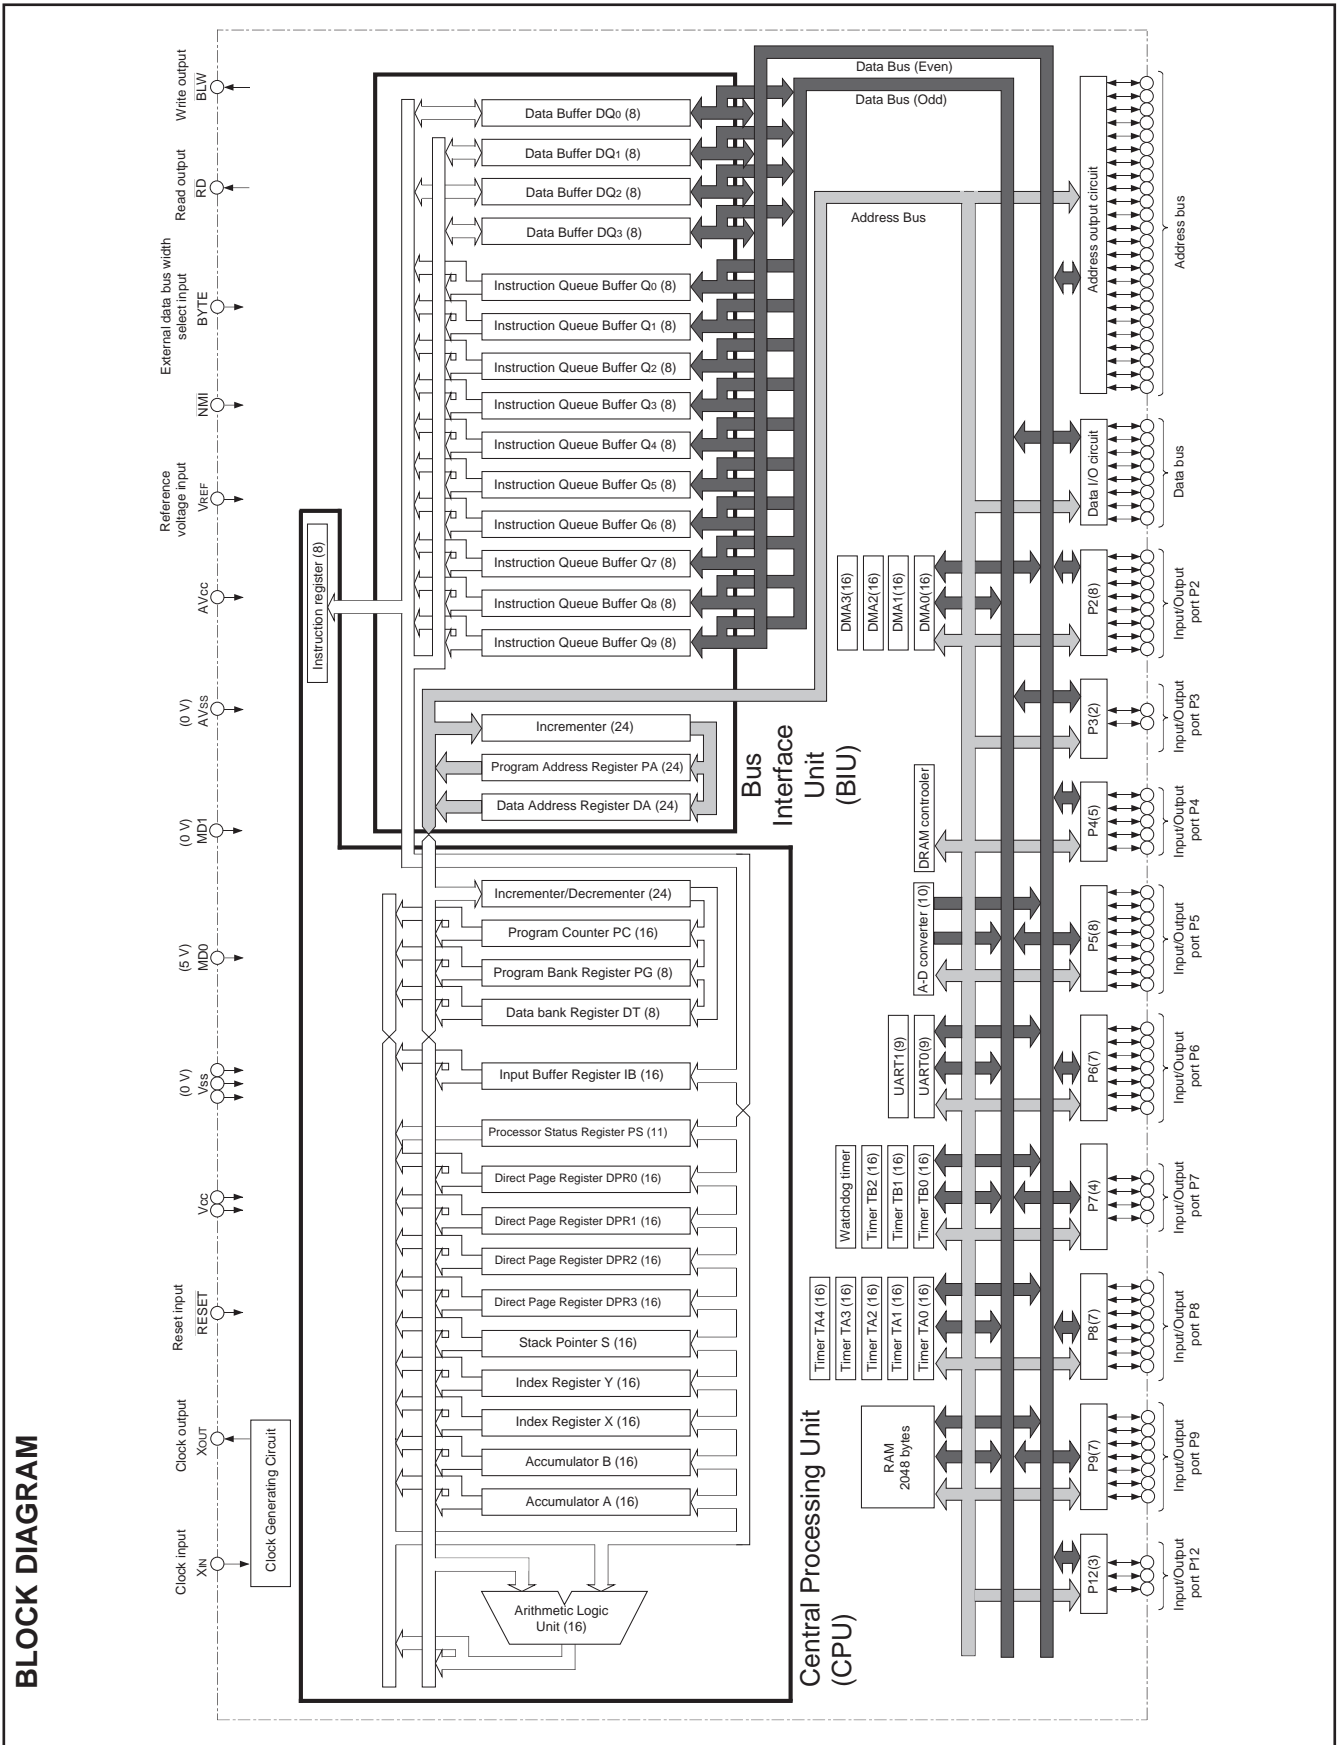 BLOCK DIAGRAM
Clock input
XIN
Clock output
XOUT
Reset input
RESET
Vcc
(0 V)
Vss
(5 V)
MD0
(0 V)
MD1
(0 V)
AVss
AVcc
Reference
voltage input
VREF
NMI
External data bus width
select input
BYTE
Read output
RD
Write output
BLW
Clock Generating Circuit
Instruction register (8)
Data Buffer DQ0 (8)
Data Buffer DQ1 (8)
Data Buffer DQ2 (8)
Data Buffer DQ3 (8)
Instruction Queue Buffer Q0 (8)
Instruction Queue Buffer Q1 (8)
Instruction Queue Buffer Q2 (8)
Instruction Queue Buffer Q3 (8)
Instruction Queue Buffer Q4 (8)
Instruction Queue Buffer Q5 (8)
Instruction Queue Buffer Q6 (8)
Instruction Queue Buffer Q7 (8)
Instruction Queue Buffer Q8 (8)
Instruction Queue Buffer Q9 (8)
Incrementer (24)
Program Address Register PA (24)
Data Address Register DA (24)
Bus
Interface
Unit
(BIU)
Incrementer/Decrementer (24)
Program Counter PC (16)
Program Bank Register PG (8)
Data bank Register DT (8)
Input Buffer Register IB (16)
Processor Status Register PS (11)
Direct Page Register DPR0 (16)
Direct Page Register DPR1 (16)
Direct Page Register DPR2 (16)
Direct Page Register DPR3 (16)
Stack Pointer S (16)
Index Register Y (16)
Index Register X (16)
Accumulator B (16)
Accumulator A (16)
Arithmetic Logic
Unit (16)
Central Processing Unit
(CPU)
Data Bus (Even)
Data Bus (Odd)
Address Bus
RAM
2048 bytes
Timer TA4 (16)
Timer TA3 (16)
Timer TA2 (16)
Timer TA1 (16)
Timer TA0 (16)
Watchdog timer
Timer TB2 (16)
Timer TB1 (16)
Timer TB0 (16)
UART1(9)
UART0(9)
A-D converter (10)
DRAM controoler
DMA3(16)
DMA2(16)
DMA1(16)
DMA0(16)
P12(3)
P9(7)
P8(7)
P7(4)
P6(7)
P5(8)
P4(5)
P3(2)
P2(8)
Data I/O circuit
Address output circuit
Input/Output
port P12
Input/Output
port P9
Input/Output
port P8
Input/Output
port P7
Input/Output
port P6
Input/Output
port P5
Input/Output
port P4
Input/Output
port P3
Input/Output
port P2
Data bus
Address bus